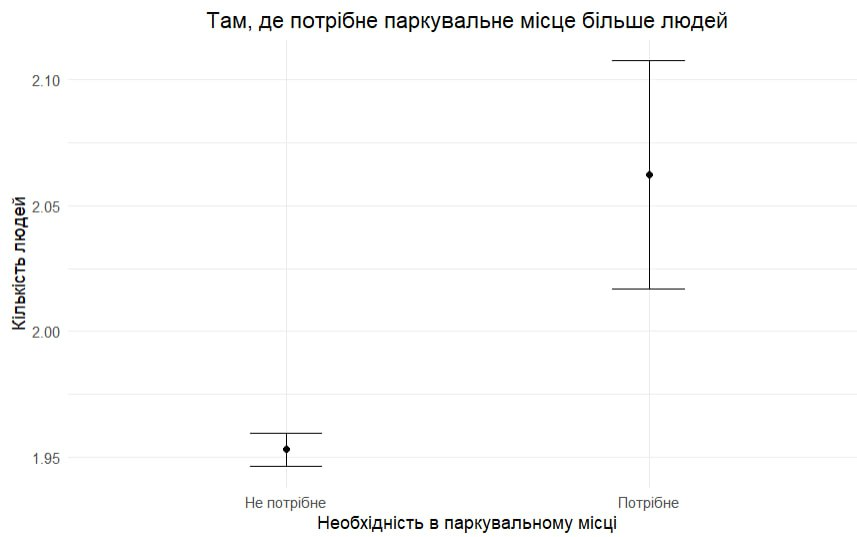 Там, де потрібне паркувальне місце більше людей
Кількість людей
2.10
2.05
2.00
1.95
Не потрібне Потрібне
Необхідність в паркувальному місці